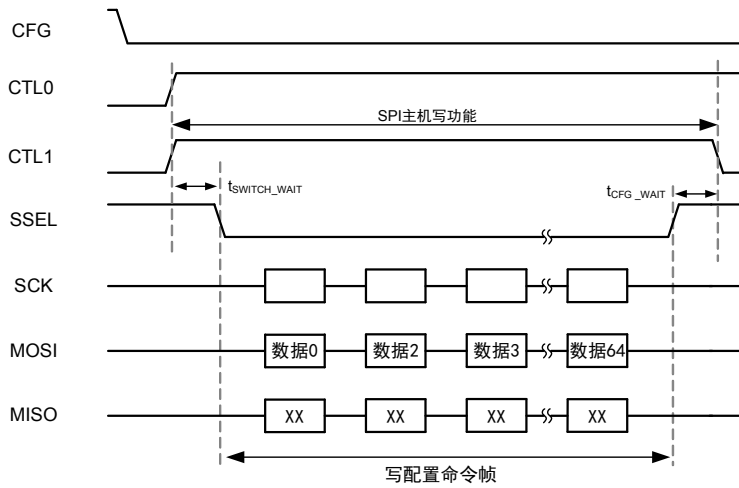 CFG
CTL0
SPI主机写功能
CTL1
tSWITCH_WAIT
tCFG_WAIT
SSEL
SCK
MOSI 数据0 数据2 数据3 数据64
MISO XX XX XX XX
写配置命令帧